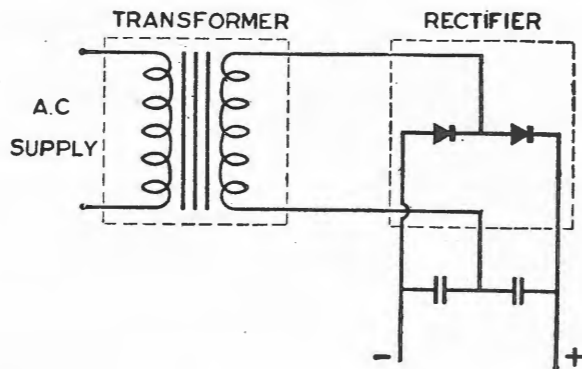 TRANSFORMER
RECTIFIER
A.C
SUPPLY
- +